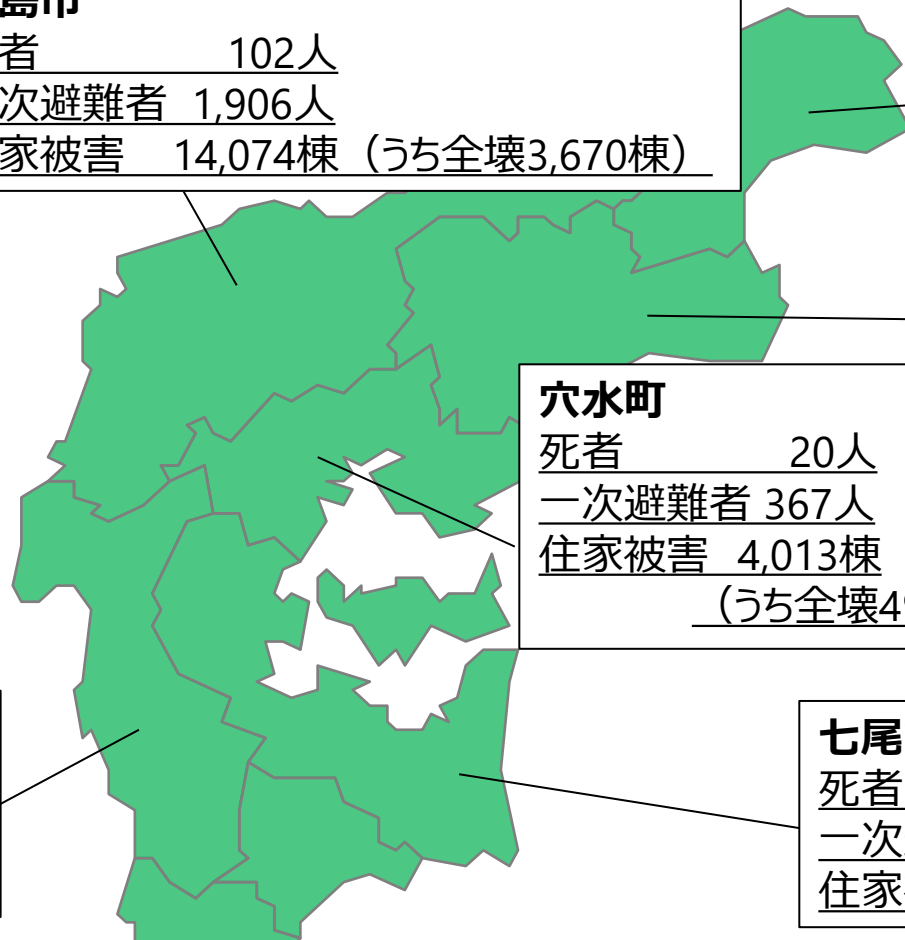 島市
者 102人
次避難者 1,906人
家被害 14,074棟（うち全壊3,670棟）
穴水町
死者 20人
一次避難者 367人
住家被害 4,013棟
（うち全壊4
七尾
死者
一次
住家